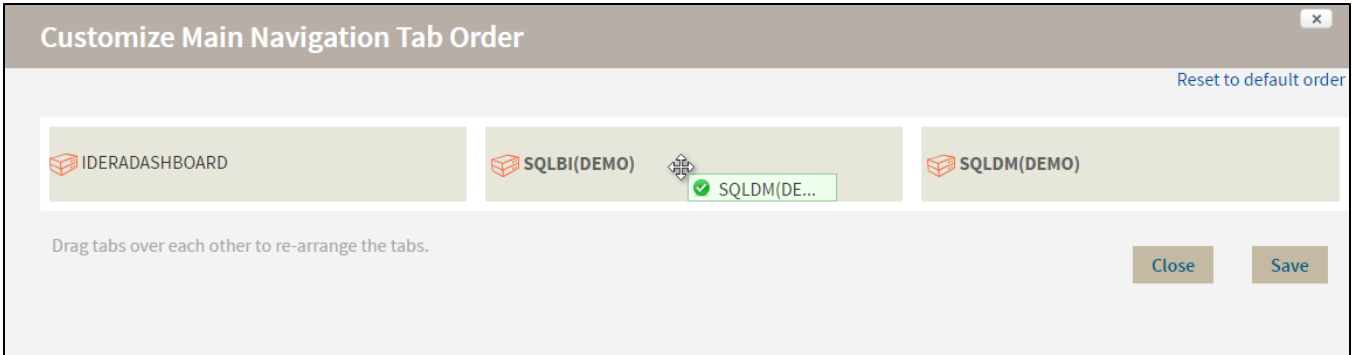 Customize Main Navigation Tab Order
Reset to default order
IDERADASHBOARD
SQLBI(DEMO)
SQLDM(DEMO)
SQLDM(DE...
Drag tabs over each other to re-arrange the tabs.
Close
Save